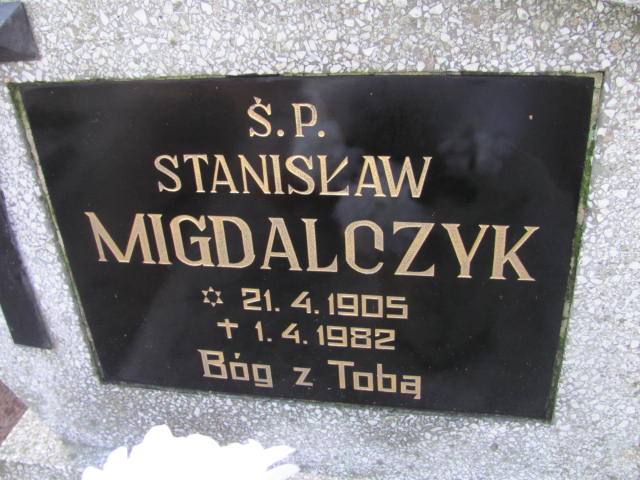 Š.P.
STANISŁAW
MIGDALCZYK
✡ 21.4.1905
✝ 1.4.1982
Bóg z Tobą